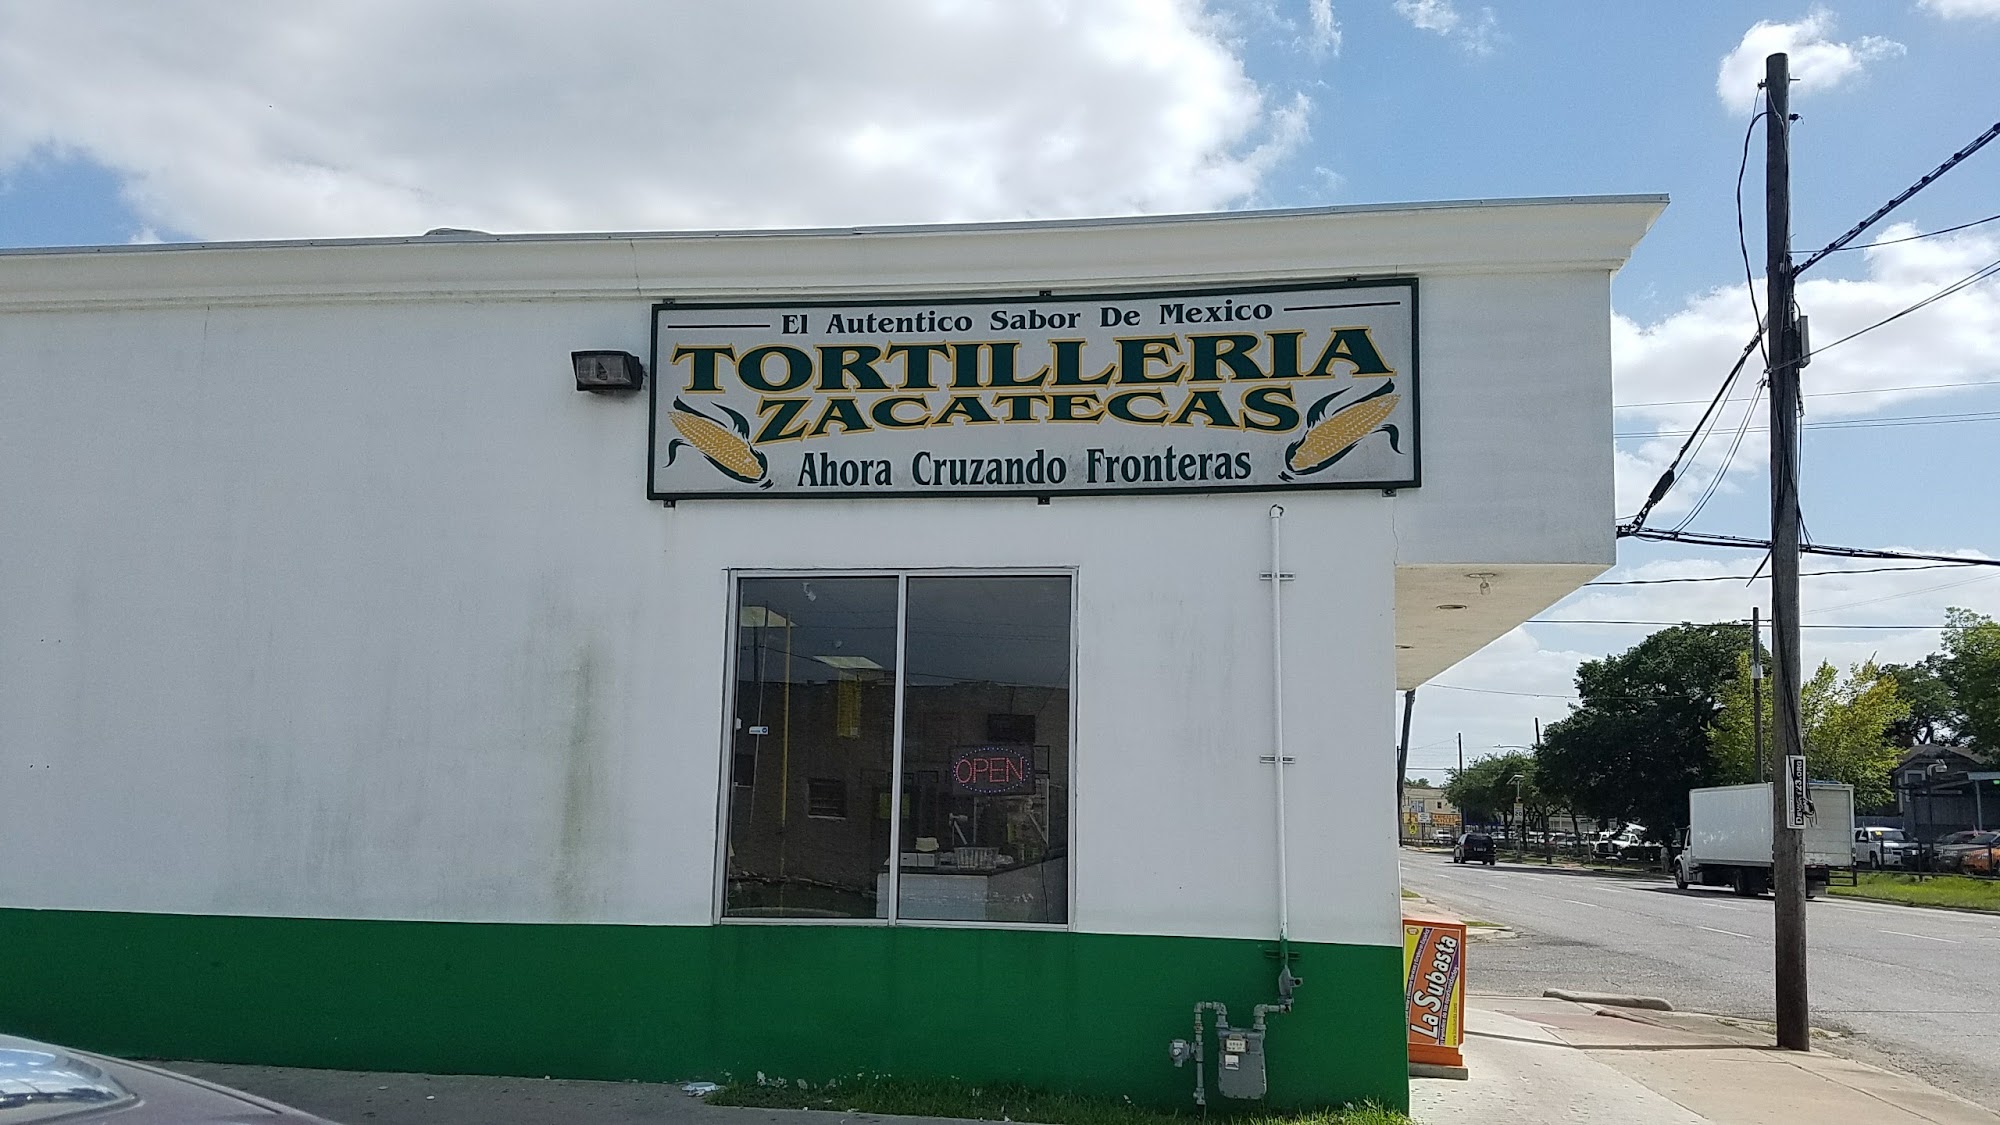 El Autentico Sabor De Mexico
TORTILLERIA
ZACATECAS
Ahora Cruzando Fronteras
OPEN
La Subasta